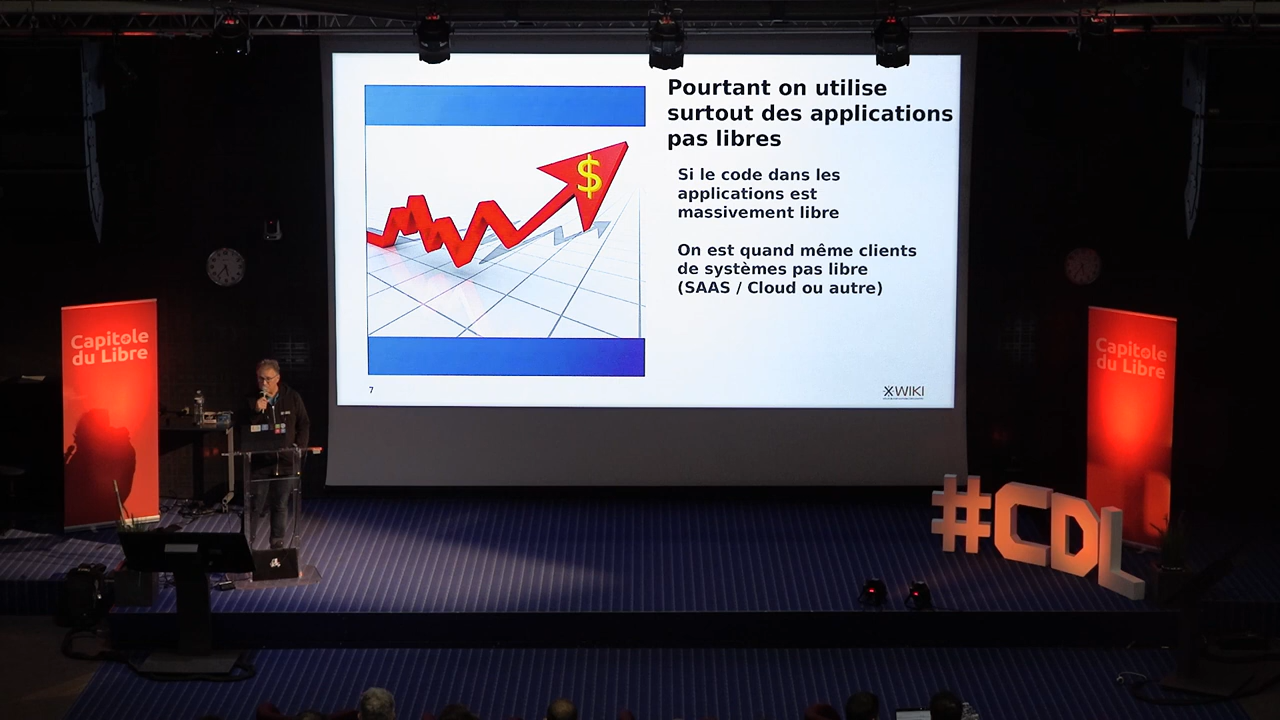 Pourtant on utilise
surtout des applications
pas libres
Si le code dans les
applications est
massivement libre
On est quand même clients
de systèmes pas libre
(SAAS / Cloud ou autre)
$
7
XWIKI
Capitole
du Libre
Capitole
du Libre
#CDL